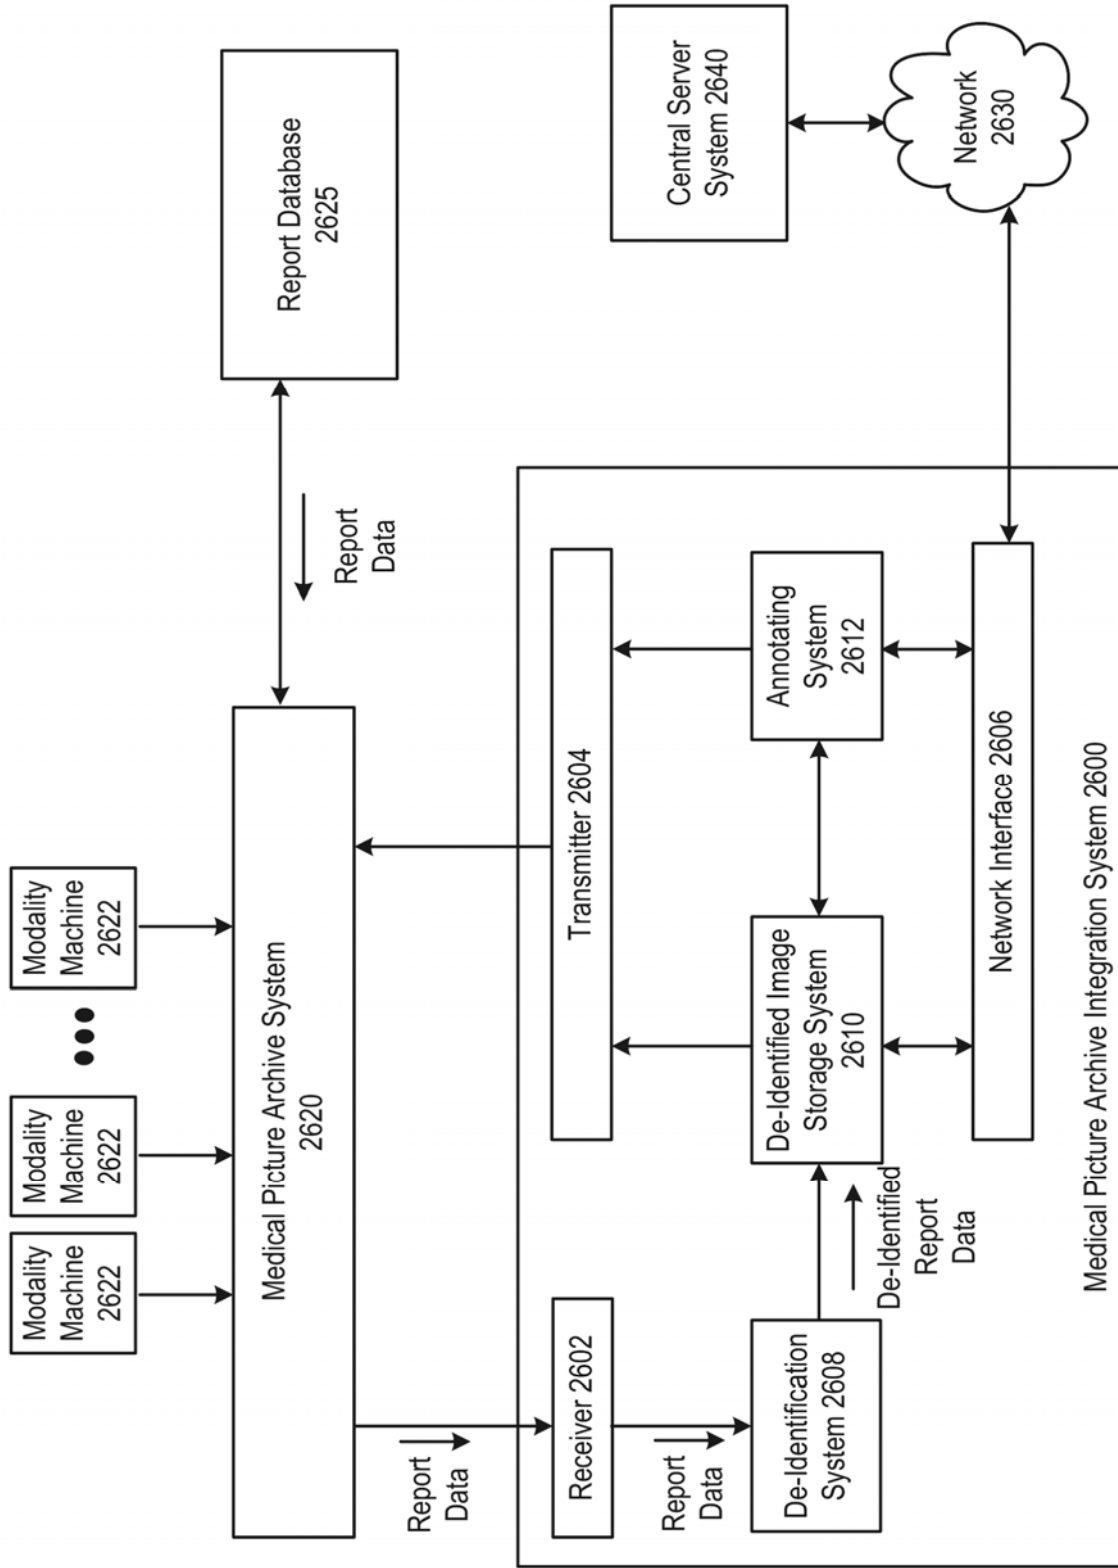 Modality
Machine
2622
Modality
Machine
2622
Modality
Machine
2622
Medical Picture Archive System
2620
Report Database
2625
Report
Data
Report
Data
Receiver 2602
Report
Data
De-Identification
System 2608
De-Identified
Report
Data
De-Identified Image
Storage System
2610
Transmitter 2604
Annotating
System
2612
Network Interface 2606
Medical Picture Archive Integration System 2600
Central Server
System 2640
Network
2630